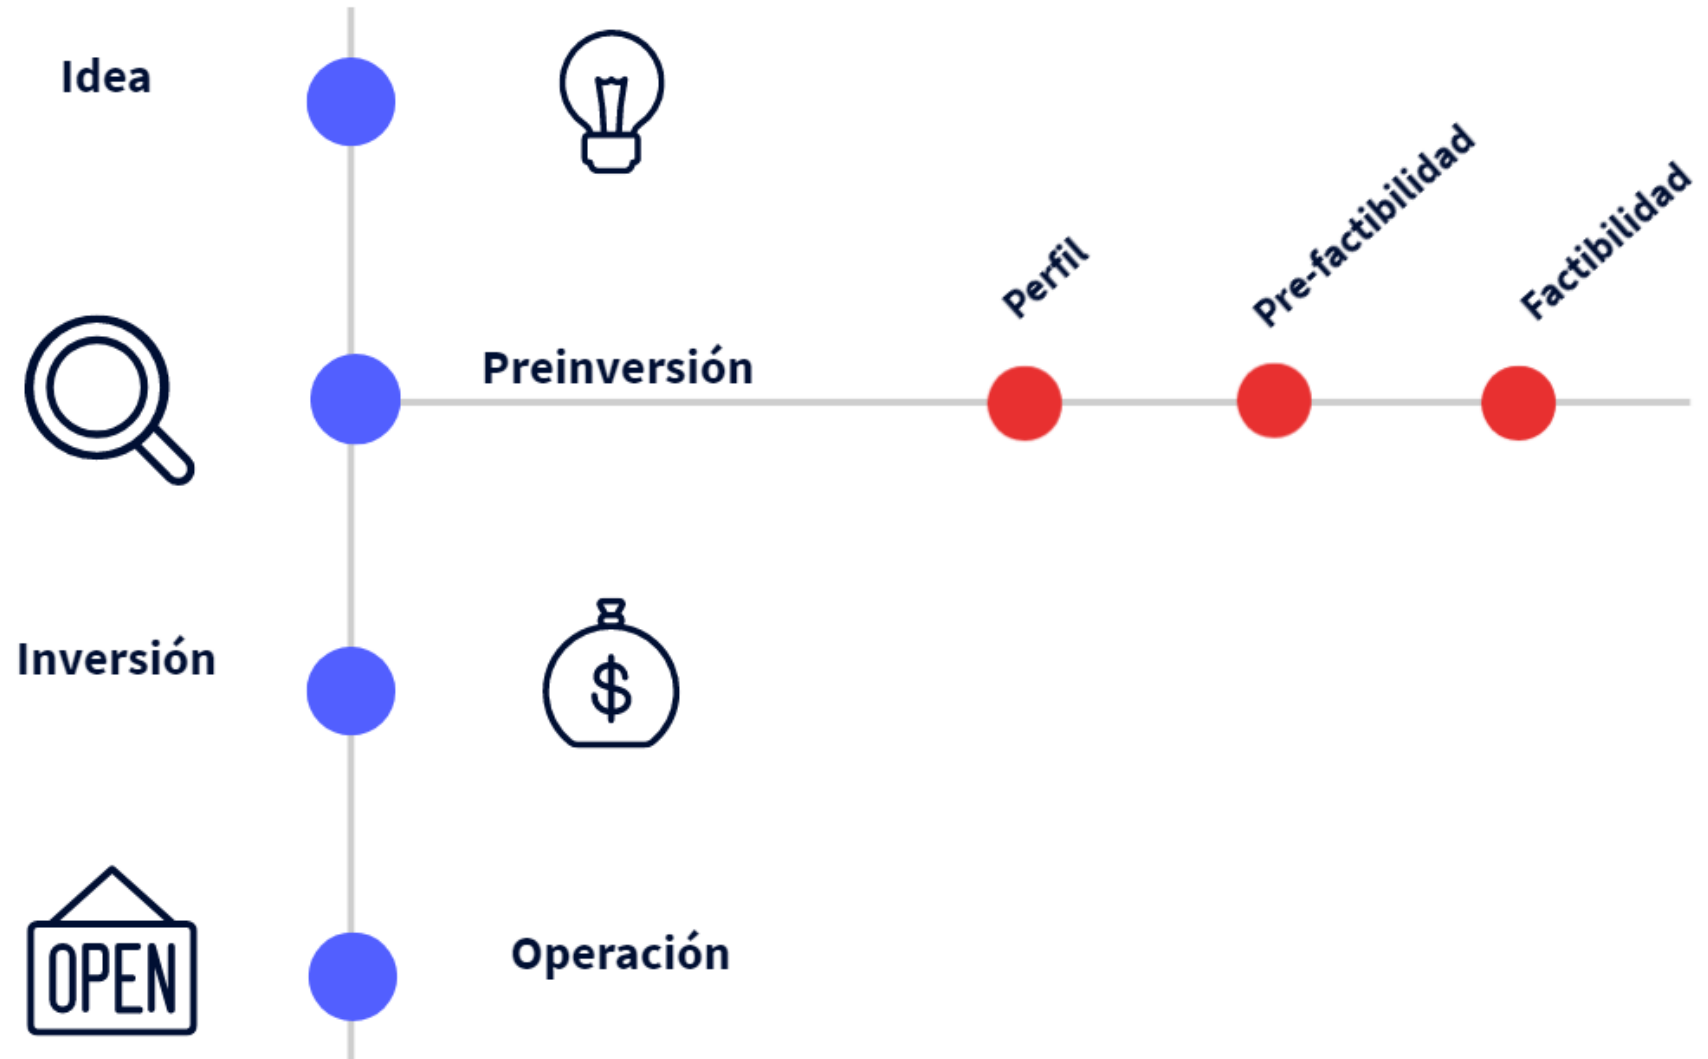 Idea
Perfil
Pre-factibilidad
Factibilidad
Preinversión
Inversión
$
OPEN
Operación